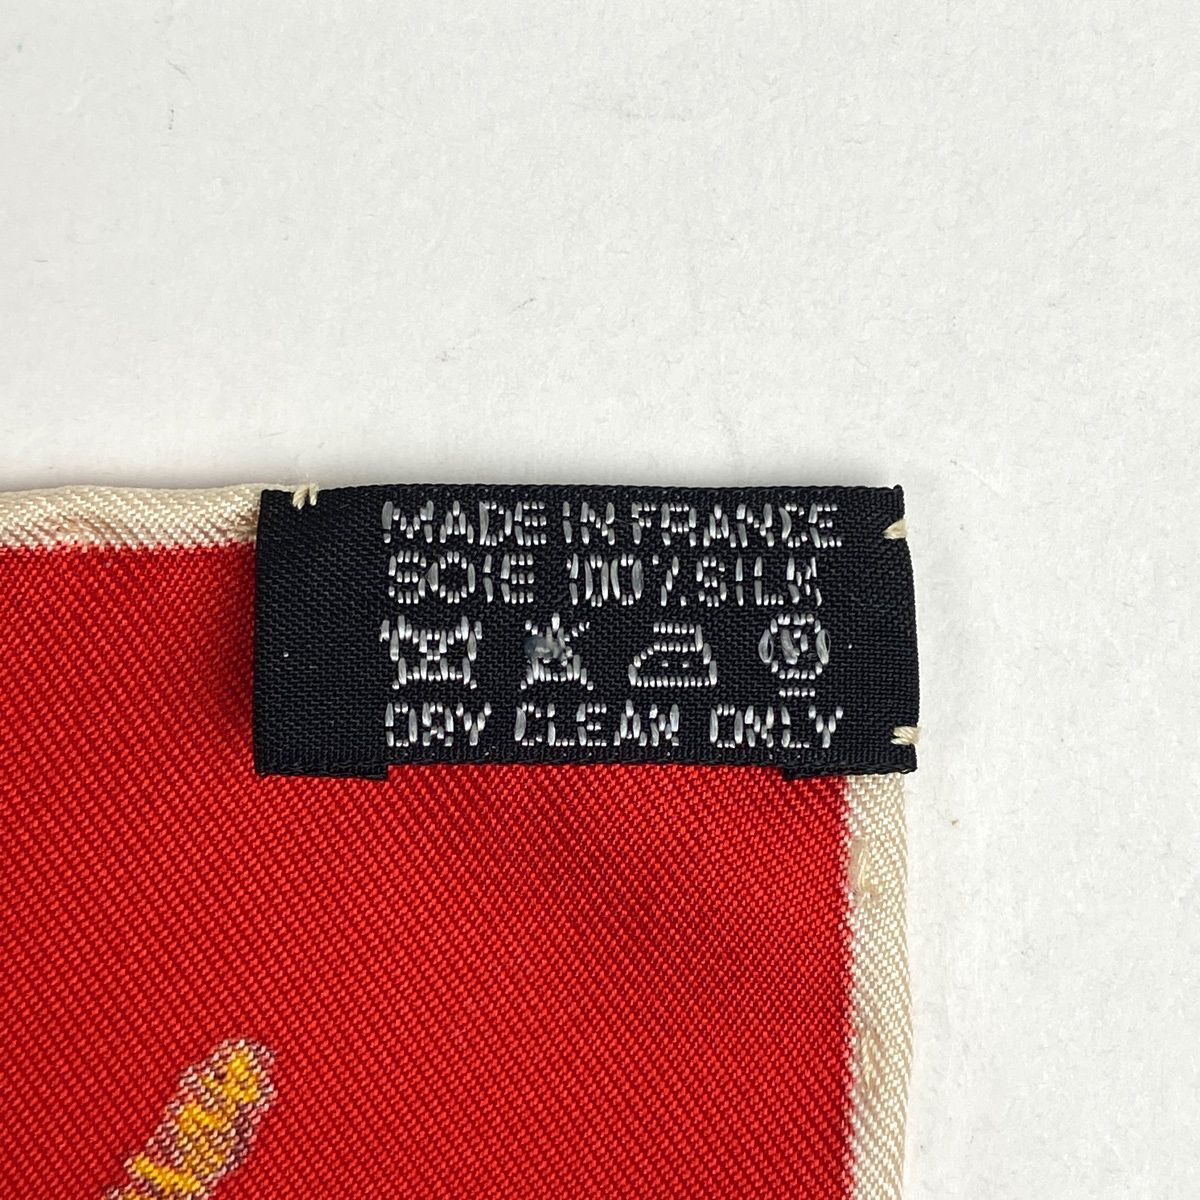 MADE IN FRANCE
SOIE 100% SILK
DRY CLEAN ONLY